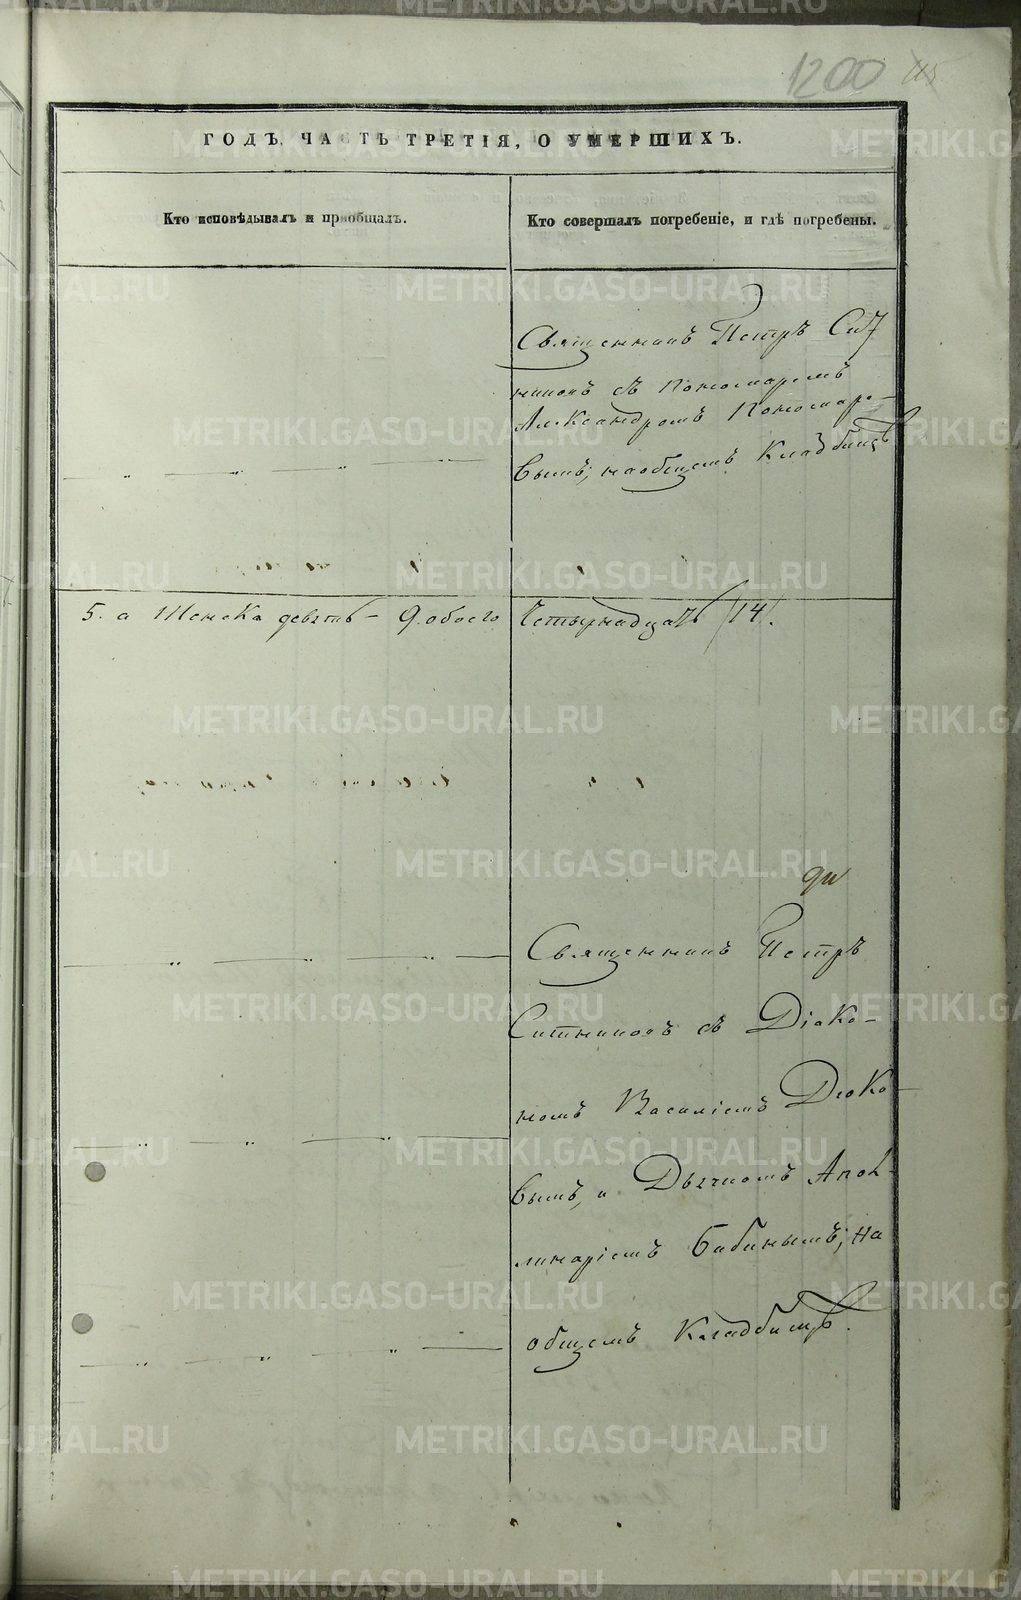 1200 115
ГОДЪ, ЧАСТЬ ТРЕТІЯ, О УМЕРШИХЪ.
Кто исповѣдывалъ и пріобщалъ.
Кто совершалъ погребеніе, и гдѣ погребены.
Священникъ Петръ Сит
никовъ съ Пономаремъ
Александромъ Пономаре-
вымъ, на общемъ Кладбищѣ
5. а Женска девять - 9. обоего Четырнадцать /14/.
Священникъ Петръ
Ситниковъ съ Діако-
номъ Василіемъ Дюко-
вымъ, и Дьячкомъ Апол-
линаріемъ Бабинымъ, на
общемъ Кладбищѣ.
METRIKI.GASO-URAL.RU